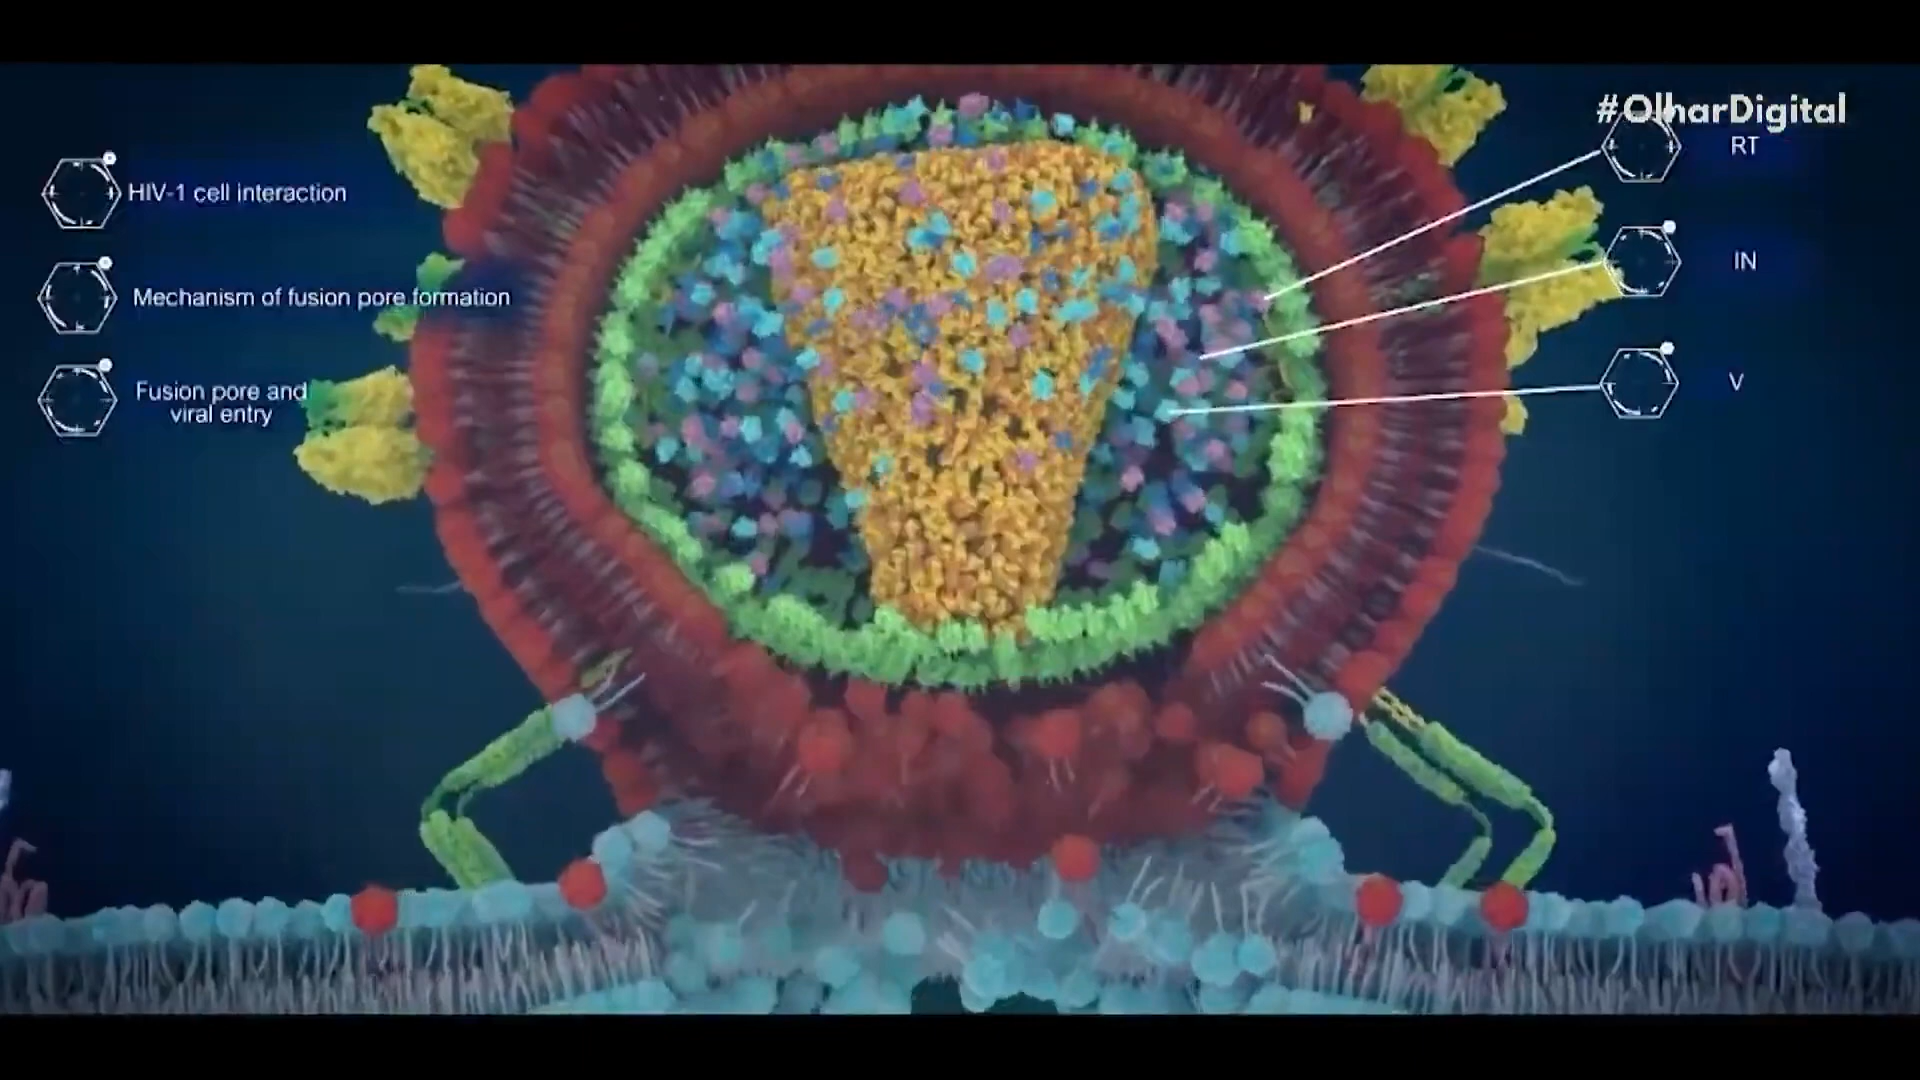 #OlharDigital
RT
HIV-1 cell interaction
IN
Mechanism of fusion pore formation
V
Fusion pore and
viral entry